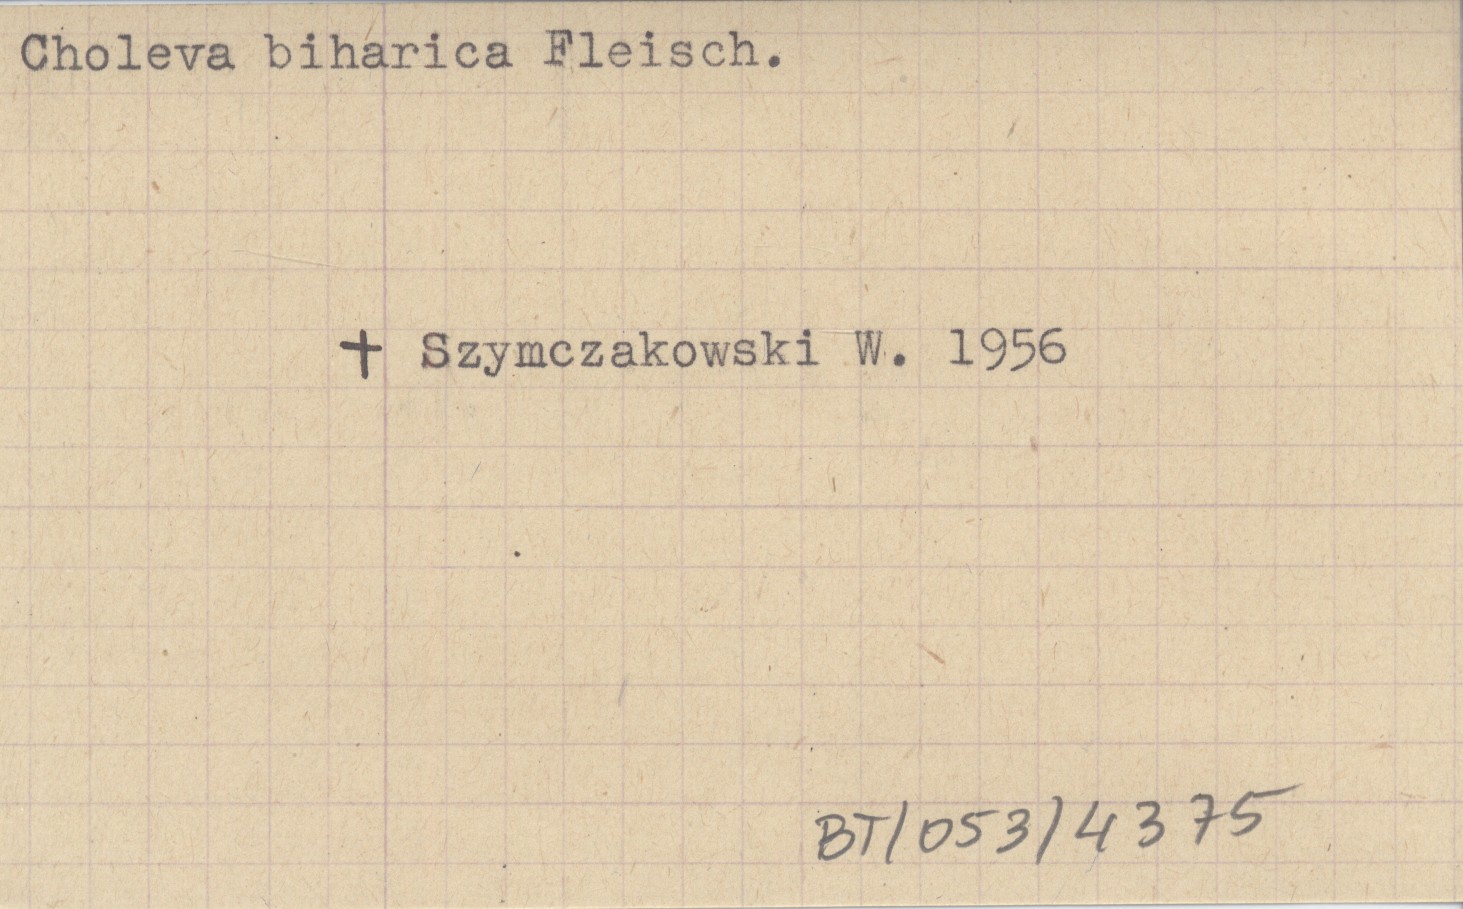 Choleva biharica Fleisch.
† Szymczakowski W. 1956
BT/053/4375